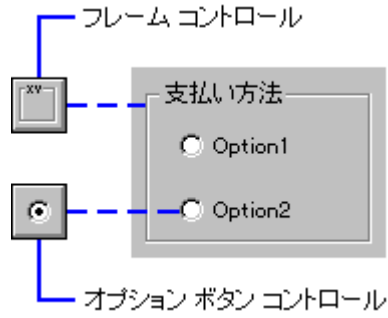 フレーム コントロール
xv
支払い方法
Option1
Option2
オプション ボタン コントロール